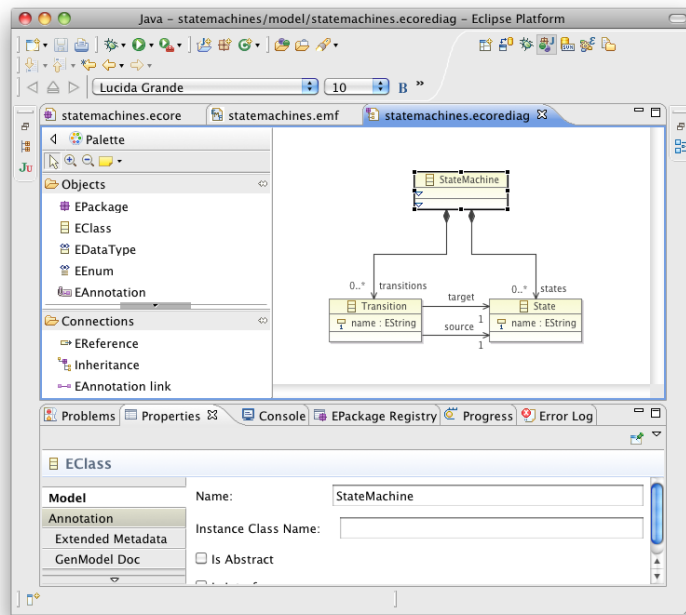 Java – statemachines/model/statemachines.ecorediag – Eclipse Platform
Lucida Grande 10 B »
statemachines.ecore statemachines.emf statemachines.ecorediag
Palette
Objects
EPackage
EClass
EDataType
EEnum
EAnnotation
Connections
EReference
Inheritance
EAnnotation link
StateMachine
0..* transitions 0..* states
Transition target State
name : EString 1 name : EString
source
1
Ju
Problems Properties Console EPackage Registry Progress Error Log
EClass
Model
Annotation
Extended Metadata
GenModel Doc
Name: StateMachine
Instance Class Name:
Is Abstract